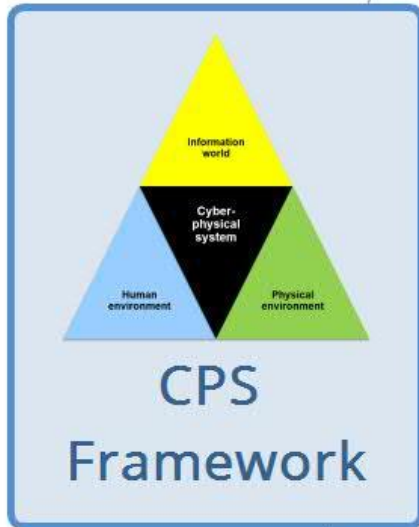 Information
world
Cyber-
physical
system
Human
environment
Physical
environment
CPS
Framework